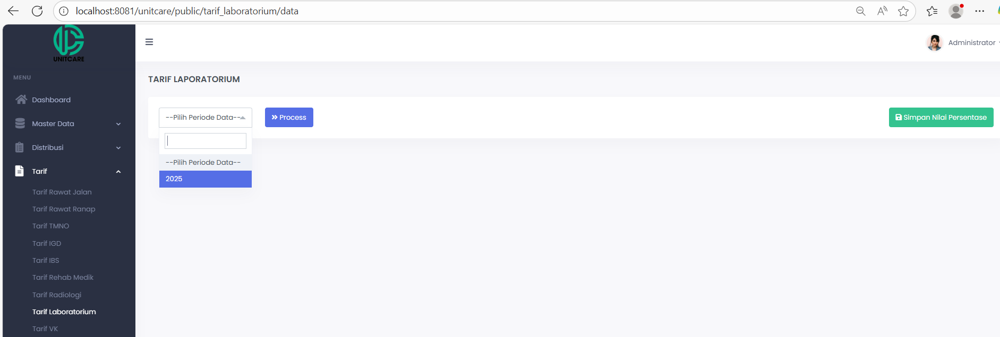 localhost:8081/unitcare/public/tarif_laboratorium/data
UNITCARE
Administrator
MENU
TARIF LAPORATORIUM
Dashboard
--Pilih Periode Data--
Process
Simpan Nilai Persentase
Master Data
Distribusi
--Pilih Periode Data--
Tarif
2025
Tarif Rawat Jalan
Tarif Rawat Ranap
Tarif TMNO
Tarif IGD
Tarif IBS
Tarif Rehab Medik
Tarif Radiologi
Tarif Laboratorium
Tarif VK